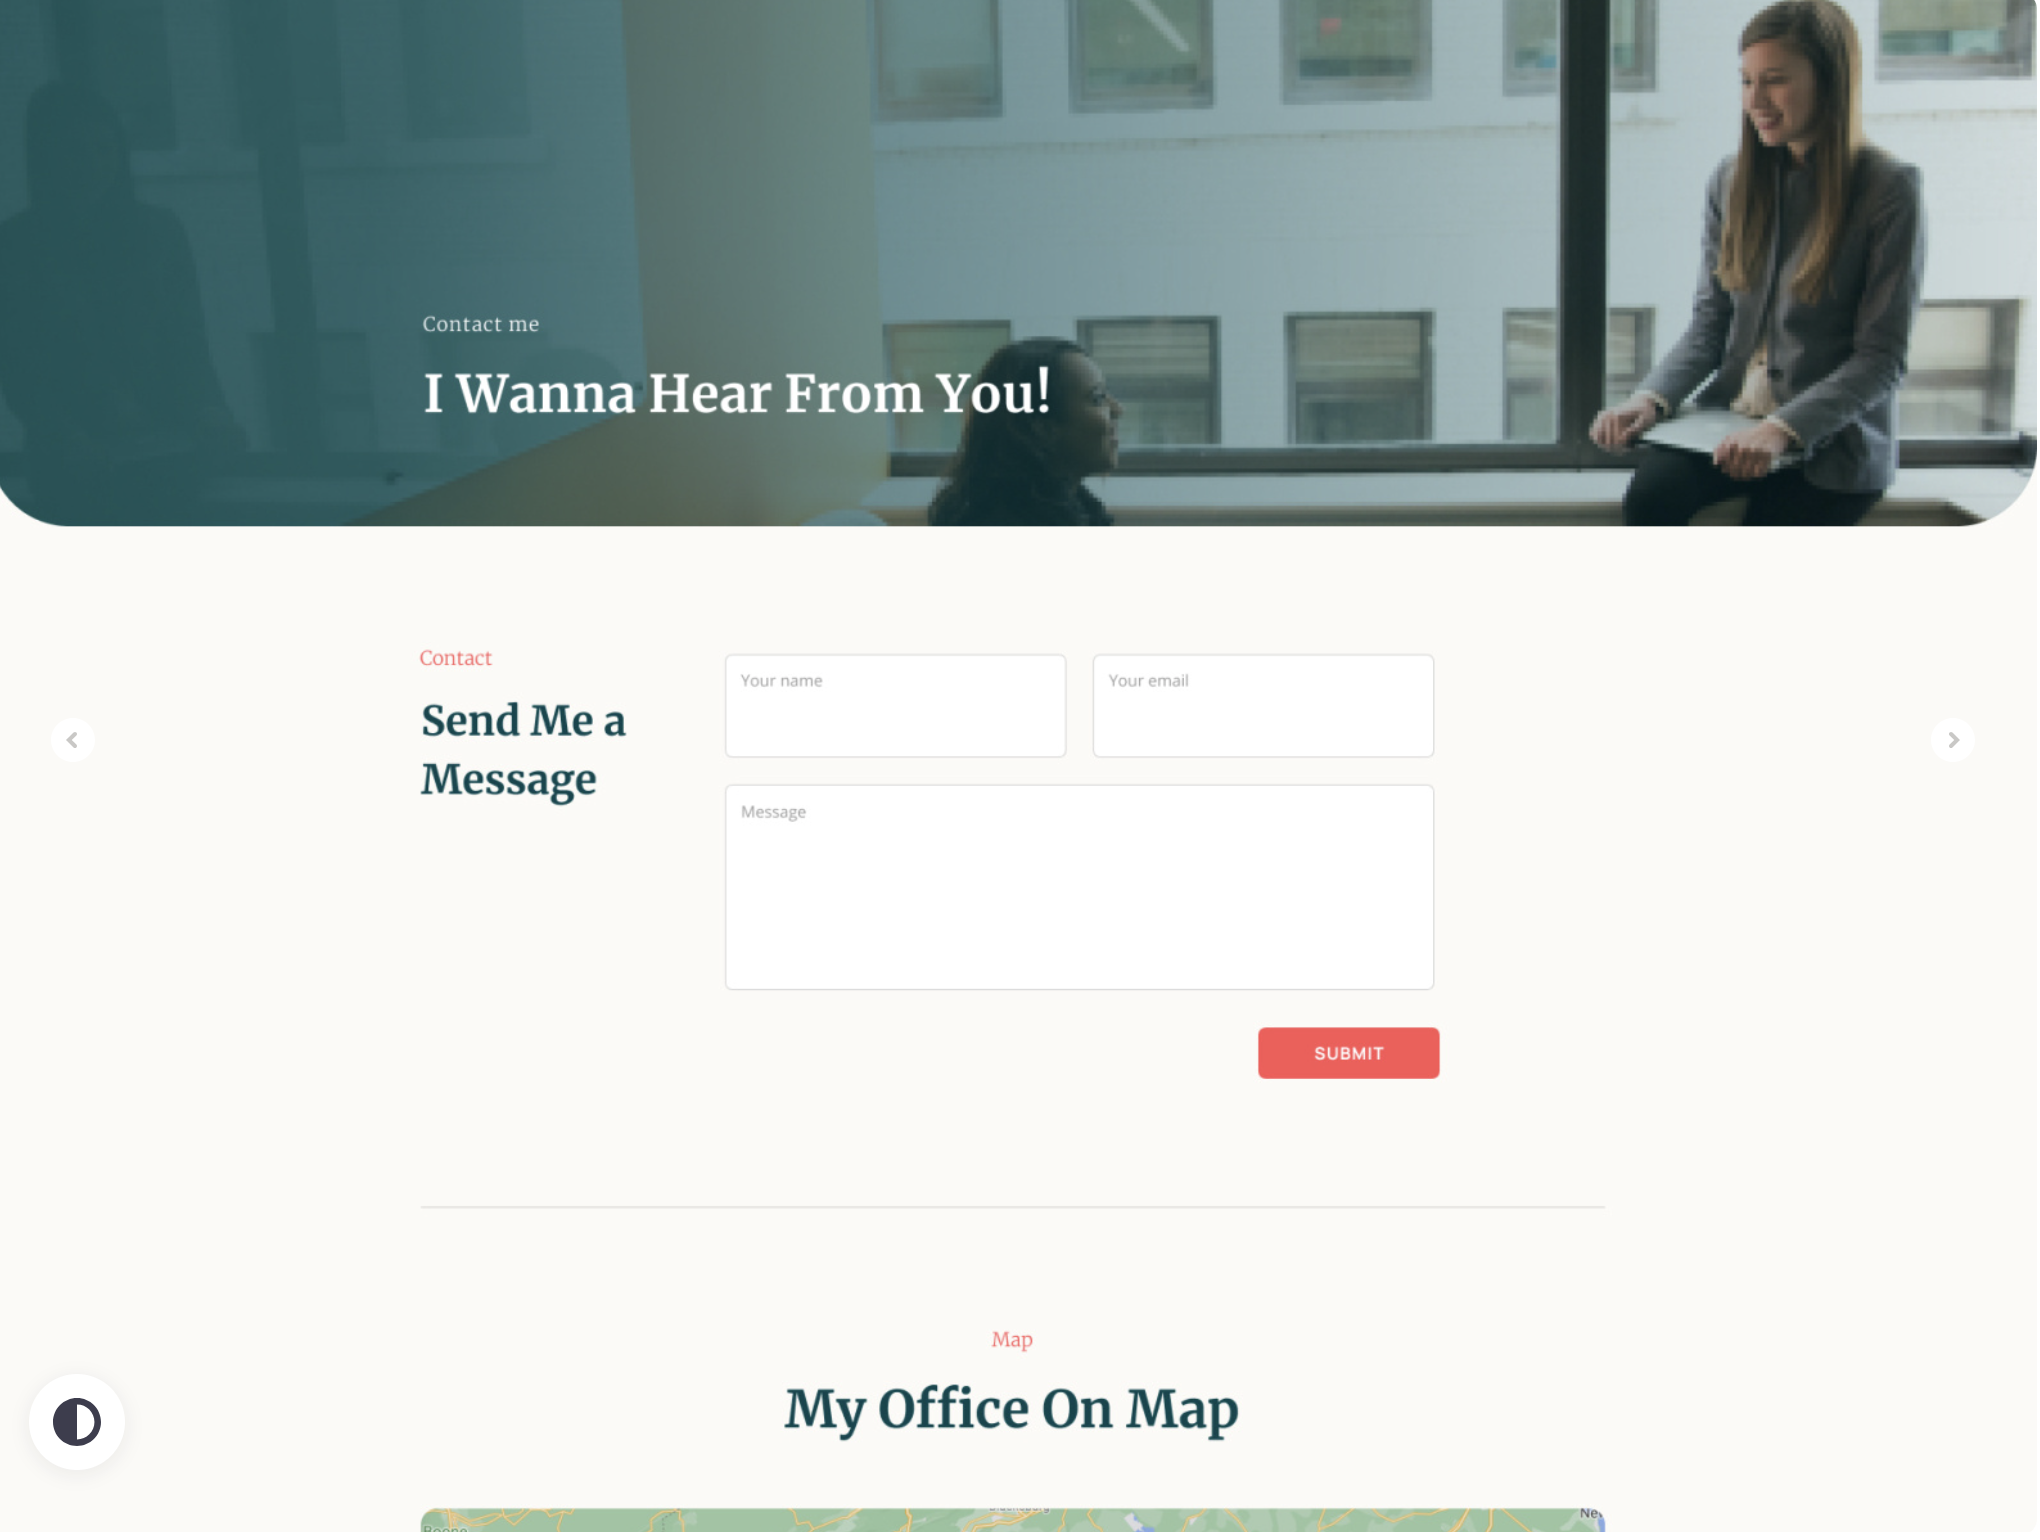 Contact me
I Wanna Hear From You!
Contact
Send Me a
Message
Your name
Your email
Message
SUBMIT
Map
My Office On Map
Boone